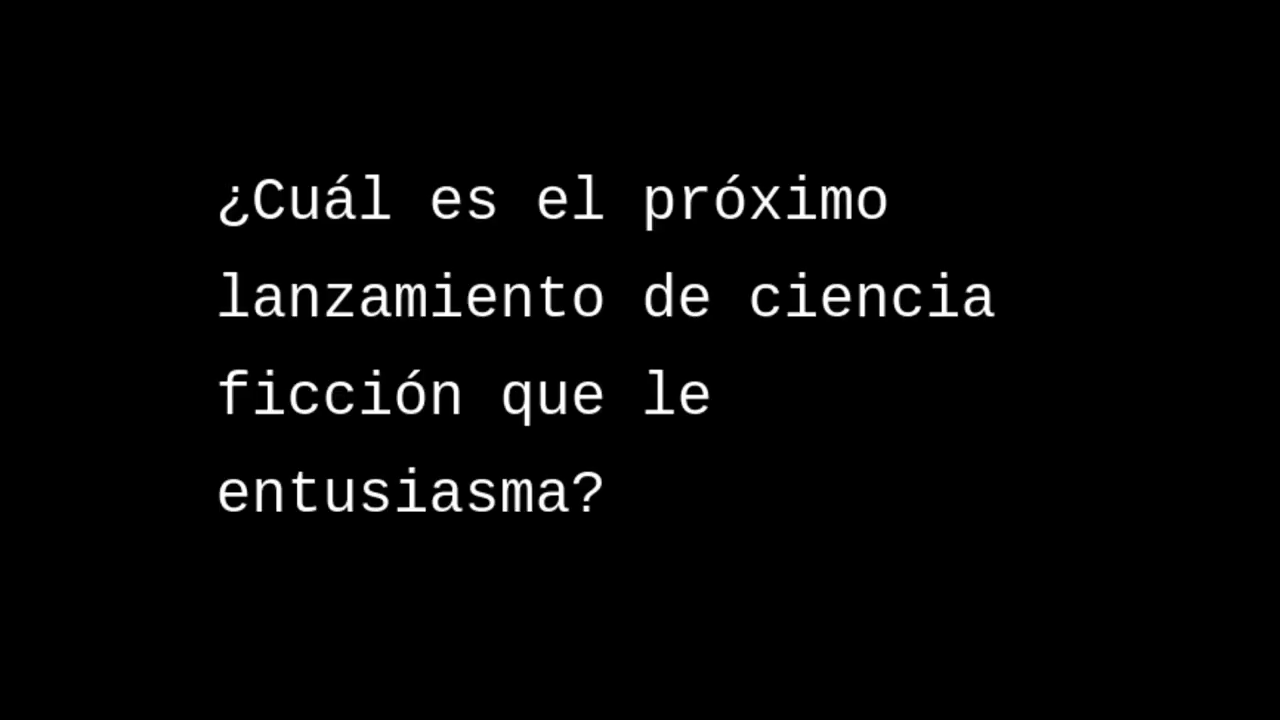 ¿Cuál es el próximo
lanzamiento de ciencia
ficción que le
entusiasma?